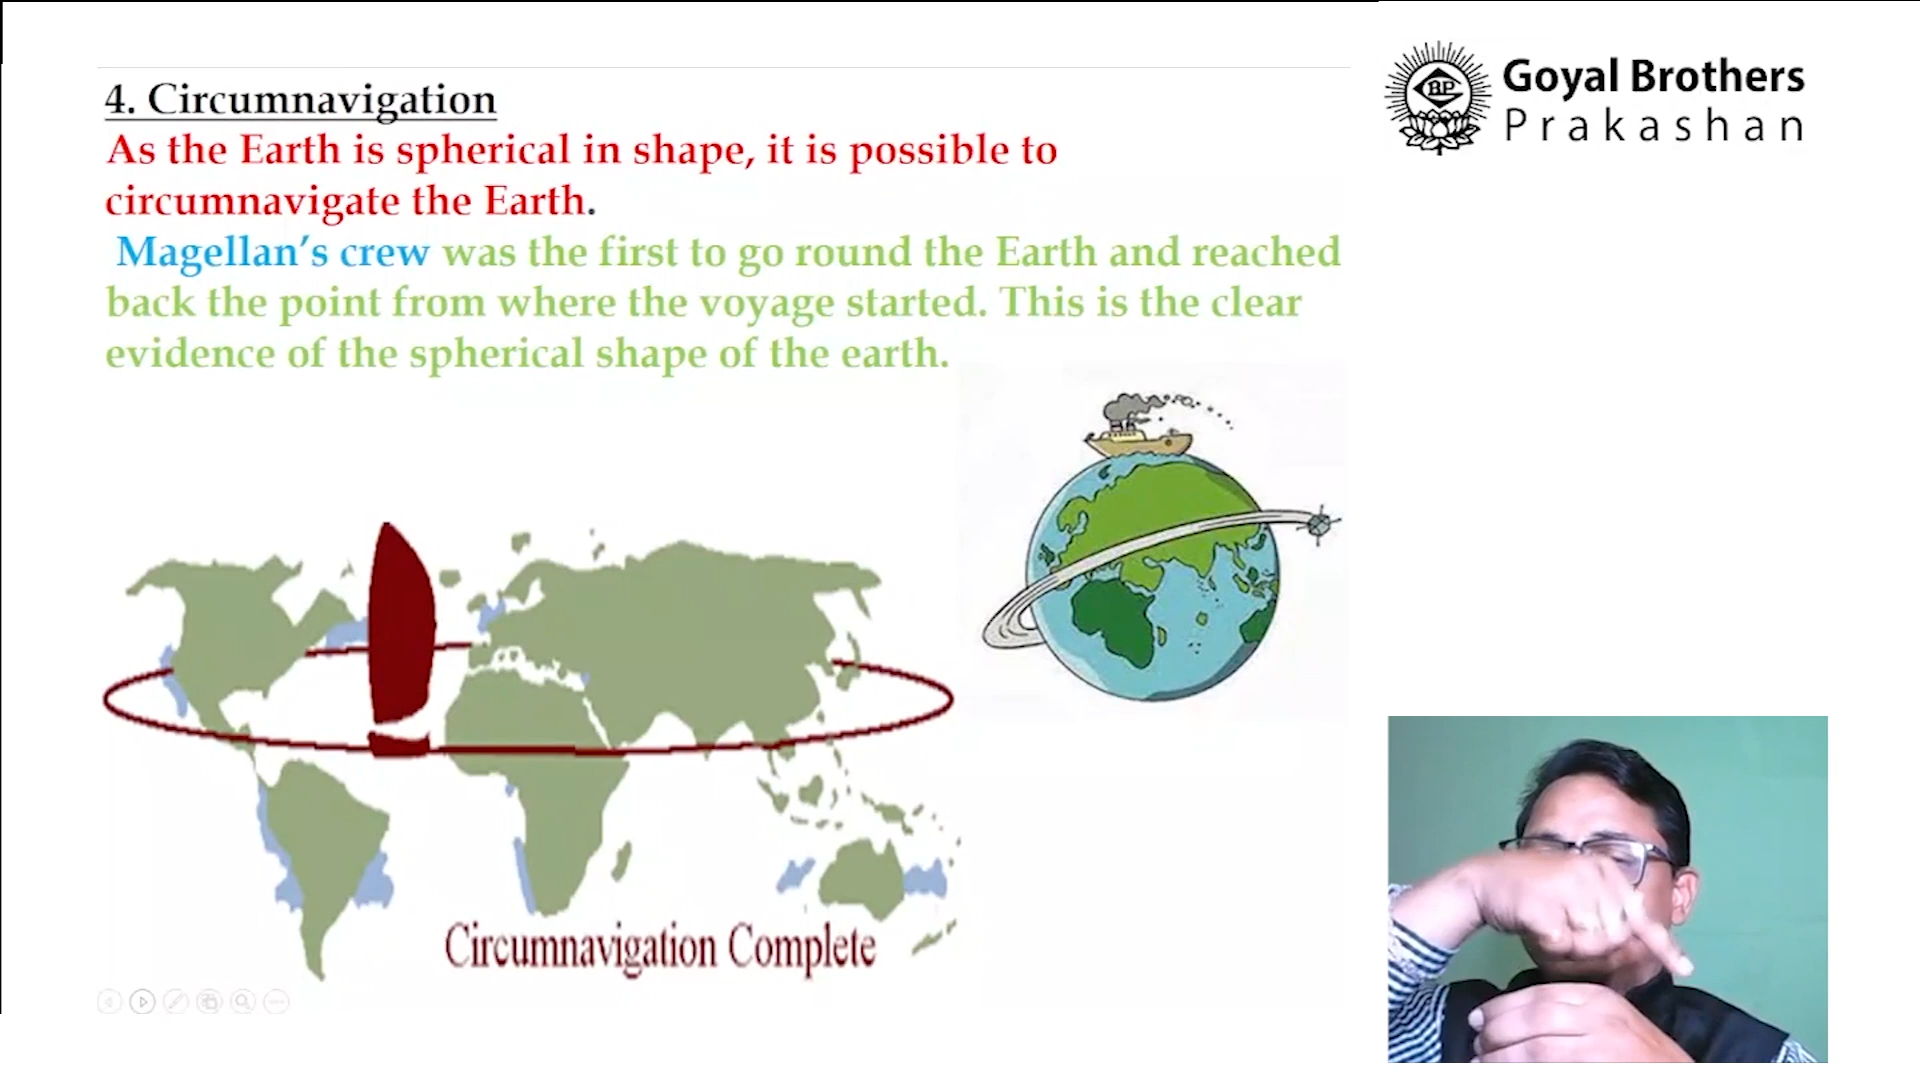 4. Circumnavigation
As the Earth is spherical in shape, it is possible to
circumnavigate the Earth.
Magellan’s crew was the first to go round the Earth and reached
back the point from where the voyage started. This is the clear
evidence of the spherical shape of the earth.
Circumnavigation Complete
BP
Goyal Brothers
Prakashan